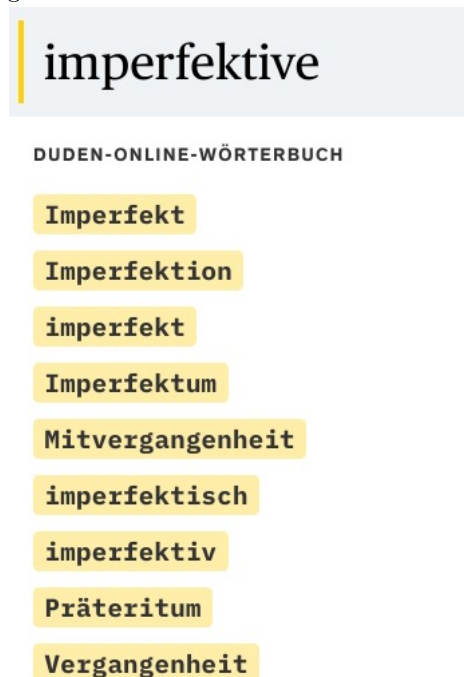 imperfektive
DUDEN-ONLINE-WÖRTERBUCH
Imperfekt
Imperfektion
imperfekt
Imperfektum
Mitvergangenheit
imperfektisch
imperfektiv
Präteritum
Vergangenheit